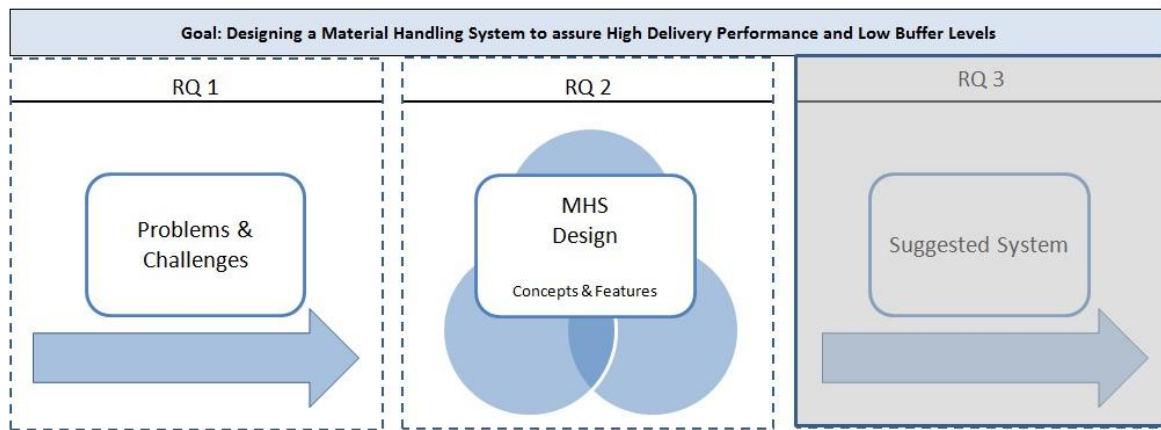 Goal: Designing a Material Handling System to assure High Delivery Performance and Low Buffer Levels
RQ 1
Problems &
Challenges
RQ 2
MHS
Design
Concepts & Features
RQ 3
Suggested System